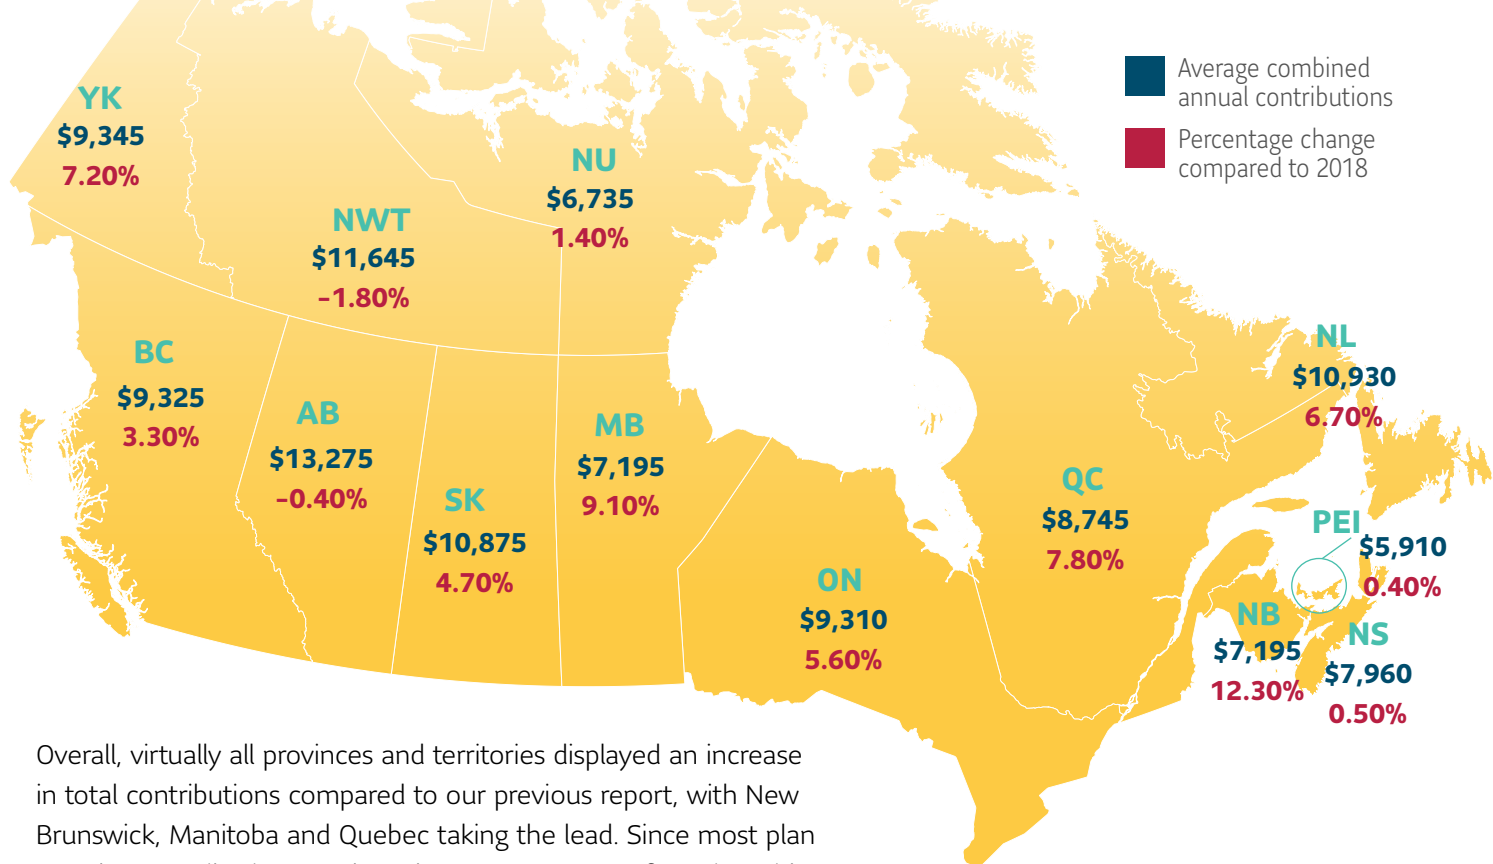 Average combined
annual contributions
Percentage change
compared to 2018
YK
$9,345
7.20%
NU
$6,735
1.40%
NWT
$11,645
-1.80%
BC
$9,325
3.30%
AB
$13,275
-0.40%
SK
$10,875
4.70%
MB
$7,195
9.10%
ON
$9,310
5.60%
QC
$8,745
7.80%
NL
$10,930
6.70%
PEI
$5,910
0.40%
NB
$7,195
12.30%
NS
$7,960
0.50%
Overall, virtually all provinces and territories displayed an increase
in total contributions compared to our previous report, with New
Brunswick, Manitoba and Quebec taking the lead. Since most plan